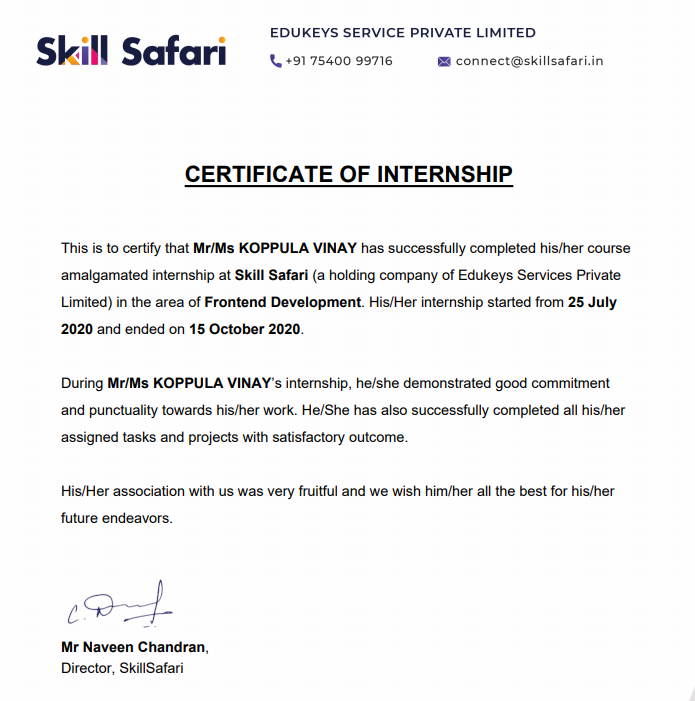 Skill Safari
EDUKEYS SERVICE PRIVATE LIMITED
+91 75400 99716
connect@skillsafari.in
CERTIFICATE OF INTERNSHIP
This is to certify that Mr/Ms KOPPULA VINAY has successfully completed his/her course
amalgamated internship at Skill Safari (a holding company of Edukeys Services Private
Limited) in the area of Frontend Development. His/Her internship started from 25 July
2020 and ended on 15 October 2020.
During Mr/Ms KOPPULA VINAY's internship, he/she demonstrated good commitment
and punctuality towards his/her work. He/She has also successfully completed all his/her
assigned tasks and projects with satisfactory outcome.
His/Her association with us was very fruitful and we wish him/her all the best for his/her
future endeavors.
Mr Naveen Chandran,
Director, SkillSafari